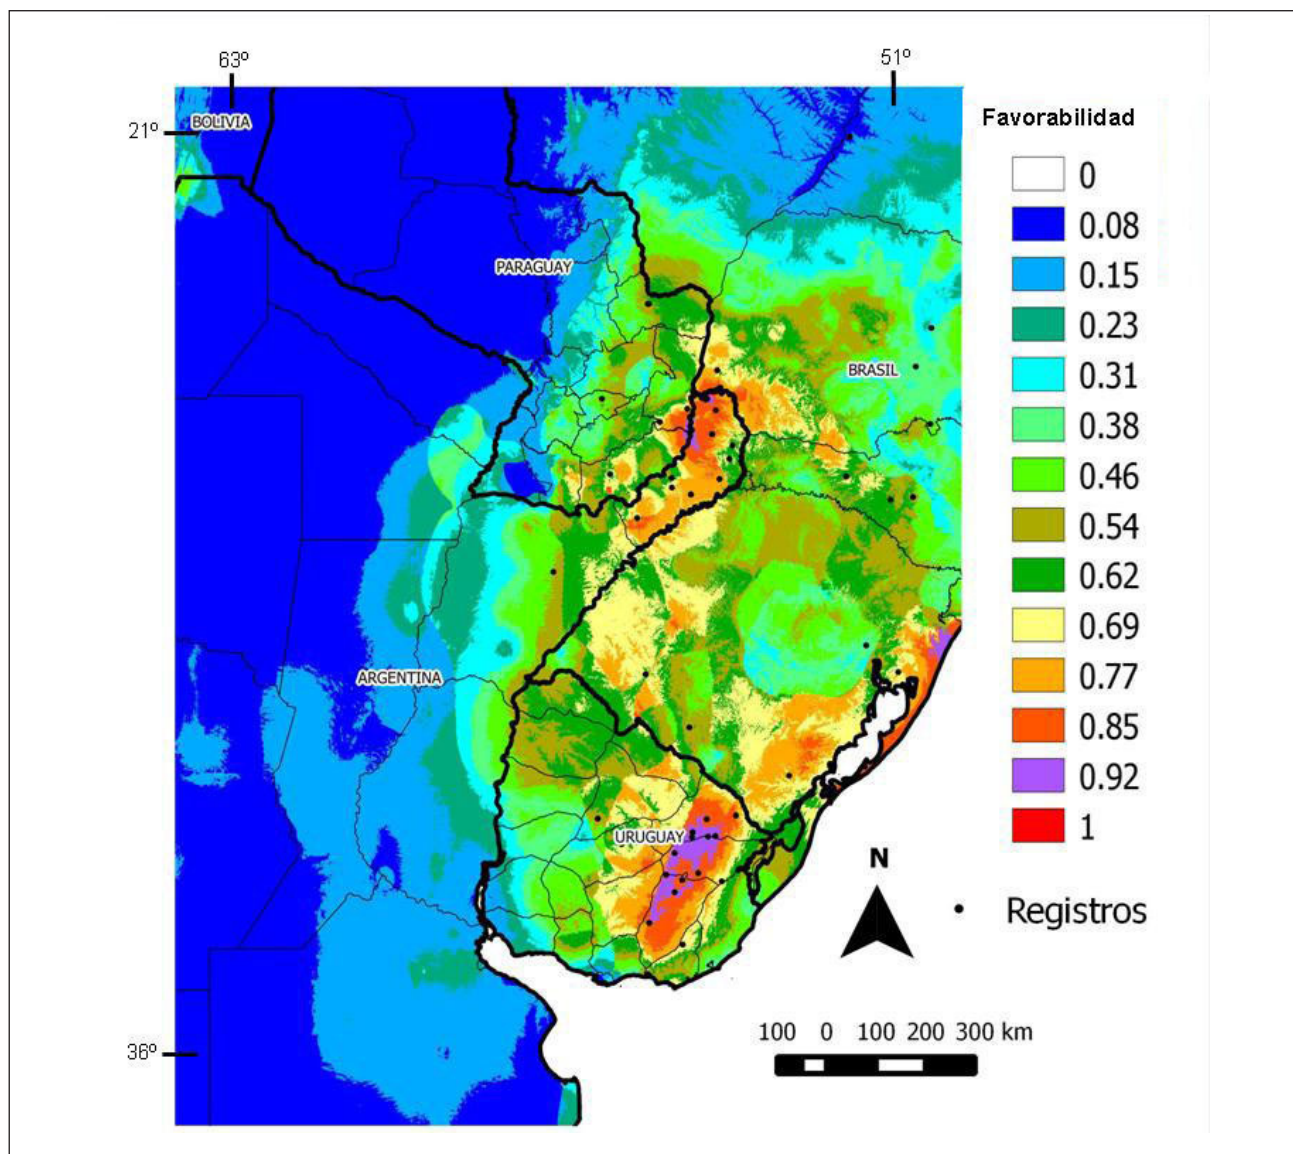 63º
51º
21º
36º
BOLIVIA
PARAGUAY
BRASIL
ARGENTINA
URUGUAY
Favorabilidad
0
0.08
0.15
0.23
0.31
0.38
0.46
0.54
0.62
0.69
0.77
0.85
0.92
1
N
Registros
100 0 100 200 300 km